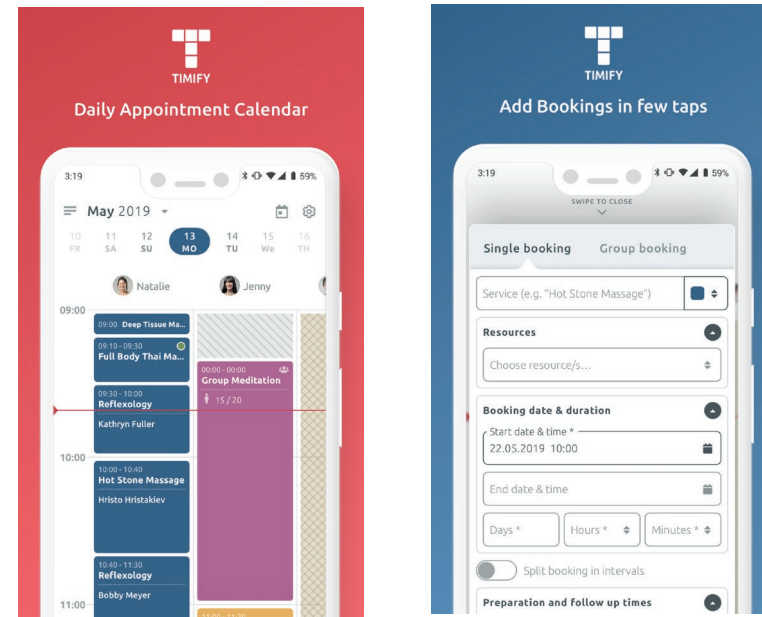 TIMIFY
Daily Appointment Calendar
3:19
59%
May 2019
10 11 12 13 14 15 16
FR SA SU MO TU We TH
Natalie
Jenny
09:00
09:00 Deep Tissue Ma...
09:10 - 09:30
Full Body Thai Ma...
00:00 - 00:00
Group Meditation
15 / 20
09:30 - 10:00
Reflexology
Kathryn Fuller
10:00
10:00 - 10:40
Hot Stone Massage
Hristo Hristakiev
10:40 - 11:30
Reflexology
Bobby Meyer
11:00
TIMIFY
Add Bookings in few taps
3:19
59%
SWIPE TO CLOSE
Single booking
Group booking
Service (e.g. "Hot Stone Massage")
Resources
Choose resource/s...
Booking date & duration
Start date & time *
22.05.2019 10:00
End date & time
Days *
Hours *
Minutes *
Split booking in intervals
Preparation and follow up times